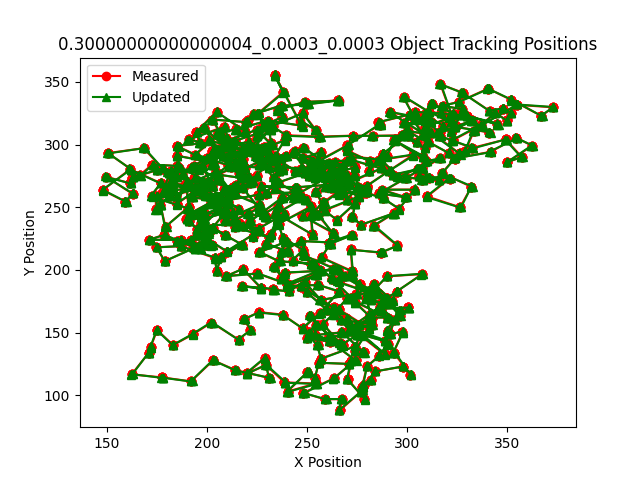 0.30000000000000004_0.0003_0.0003 Object Tracking Positions
Measured
Updated
350
300
250
200
150
100
Y Position
150
200
250
300
350
X Position